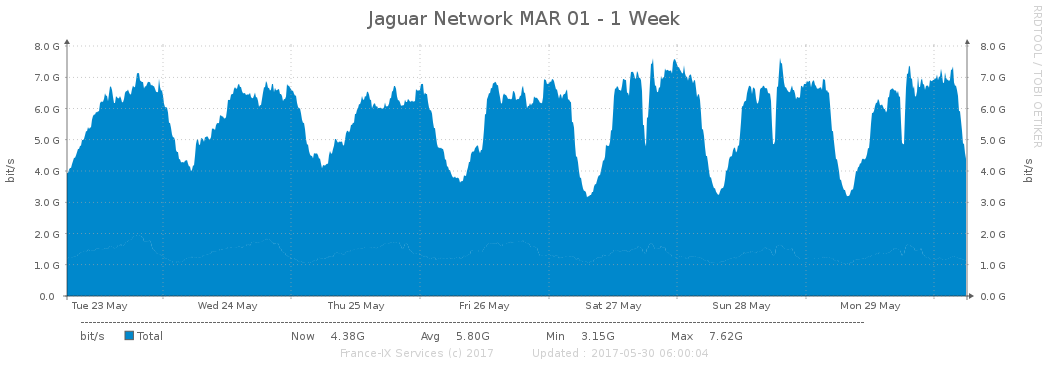 Jaguar Network MAR 01 - 1 Week
RRDTOOL / TOBI OETIKER
bit/s
8.0 G
7.0 G
6.0 G
5.0 G
4.0 G
3.0 G
2.0 G
1.0 G
0.0
8.0 G
7.0 G
6.0 G
5.0 G
4.0 G
3.0 G
2.0 G
1.0 G
0.0 G
bit/s
Tue 23 May Wed 24 May Thu 25 May Fri 26 May Sat 27 May Sun 28 May Mon 29 May
bit/s Total Now 4.38G Avg 5.80G Min 3.15G Max 7.62G
France-IX Services (c) 2017 Updated : 2017-05-30 06:00:04